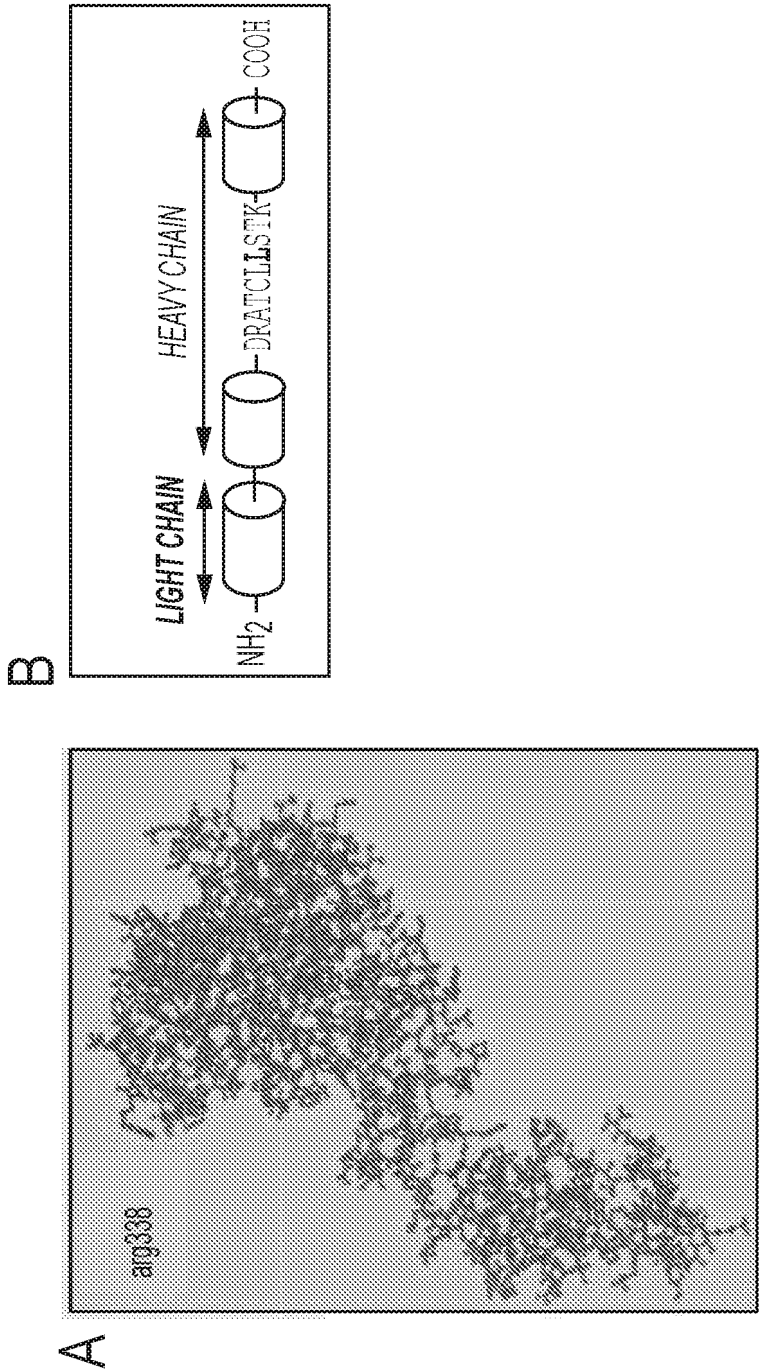 A
arg338
B
LIGHT CHAIN
HEAVY CHAIN
NH2
DRATCLLSTK
COOH